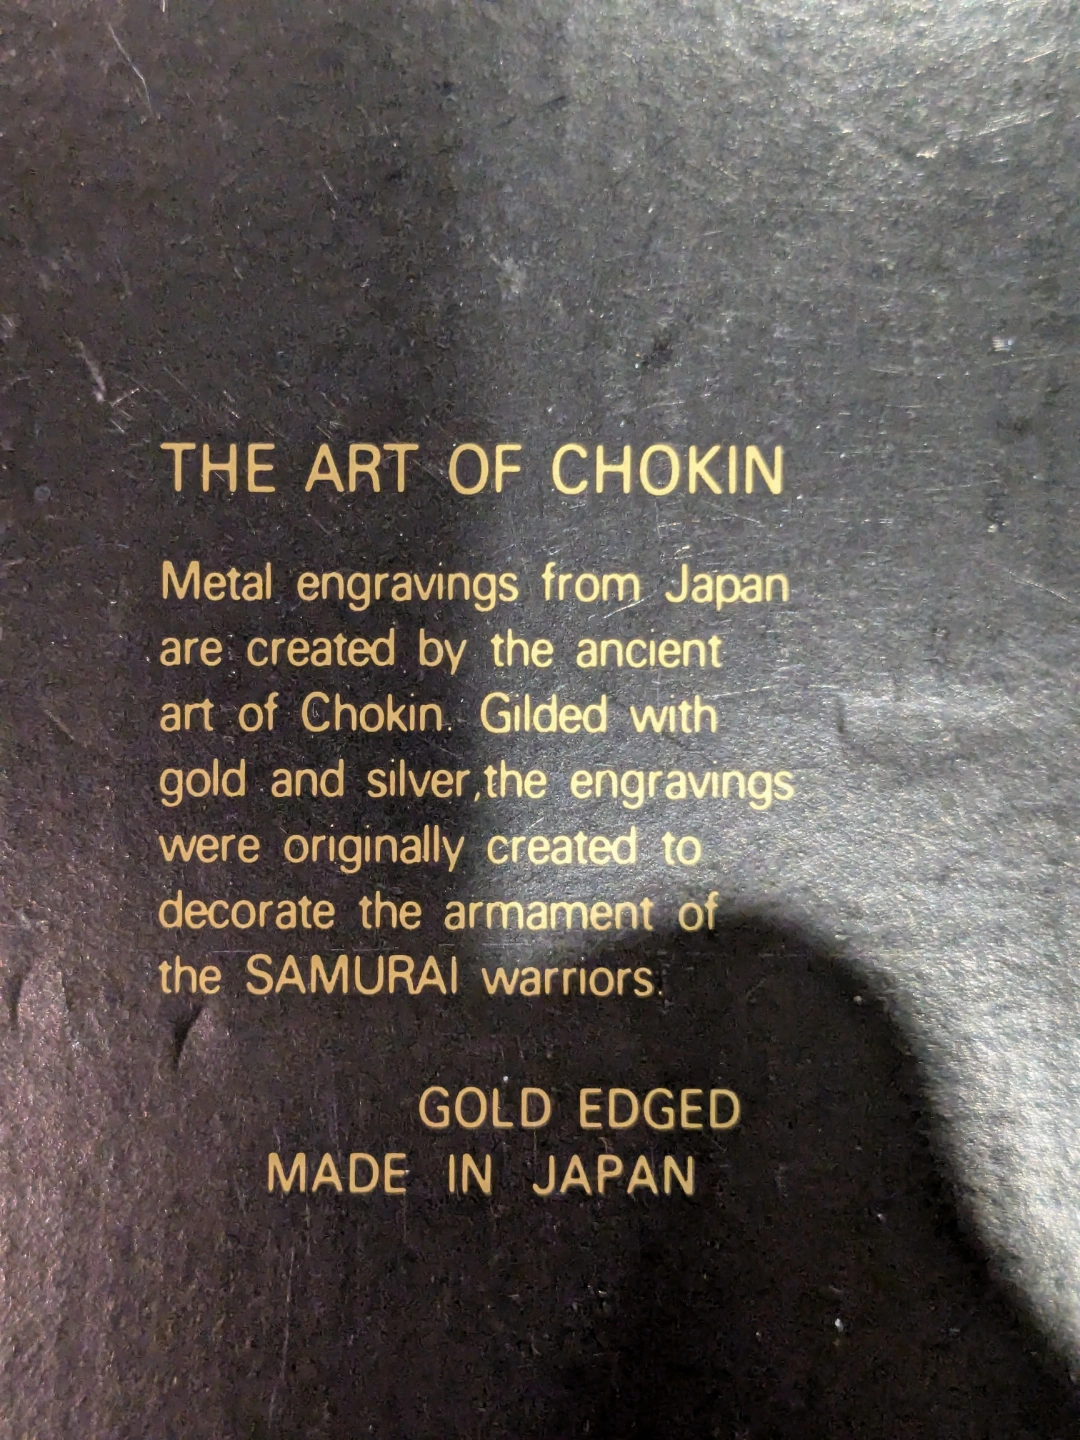 THE ART OF CHOKIN
Metal engravings from Japan
are created by the ancient
art of Chokin. Gilded with
gold and silver,the engravings
were originally created to
decorate the armament of
the SAMURAI warriors.
GOLD EDGED
MADE IN JAPAN